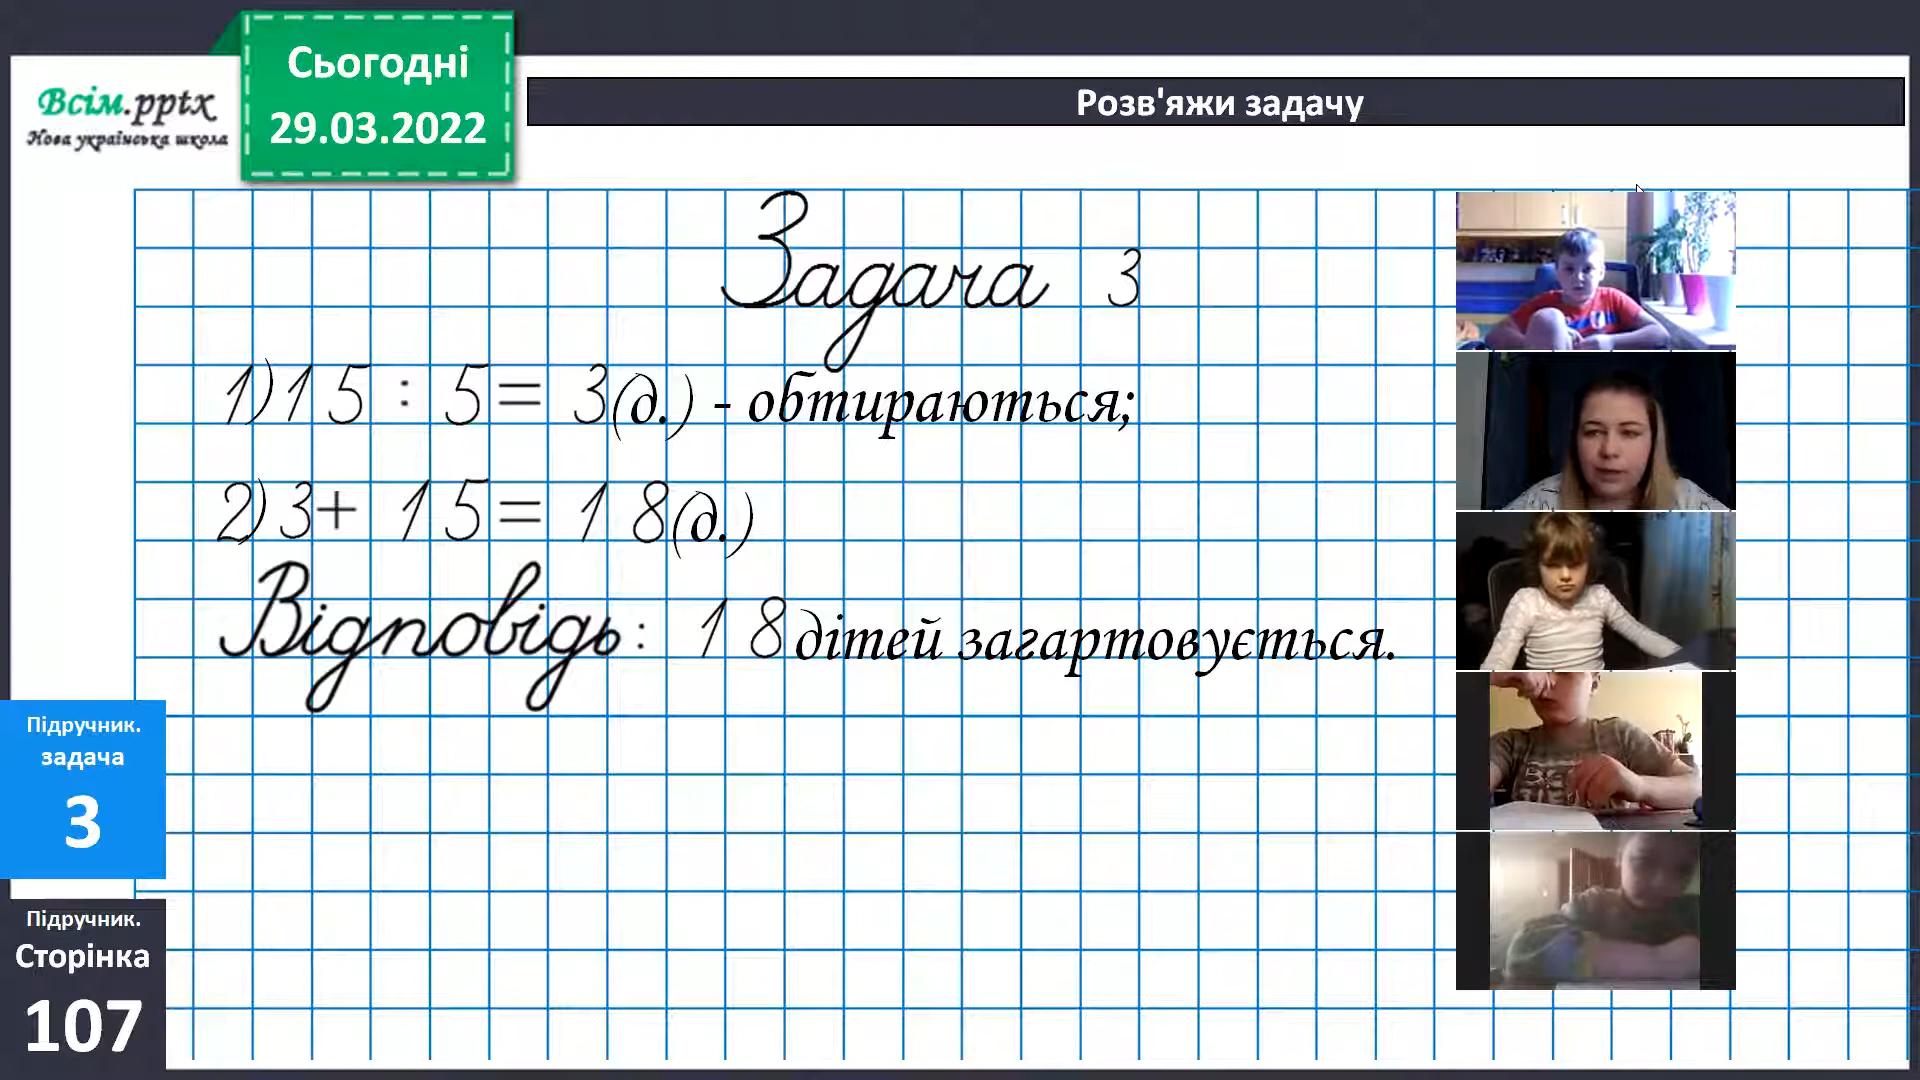 Всім.pptx
Нова українська школа
Сьогодні
29.03.2022
Розв'яжи задачу
Задача 3
1)15 : 5= 3(д.) - обтираються;
2)3+ 15= 18(д.)
Відповідь: 18 дітей загартовується.
Підручник.
задача
3
Підручник.
Сторінка
107